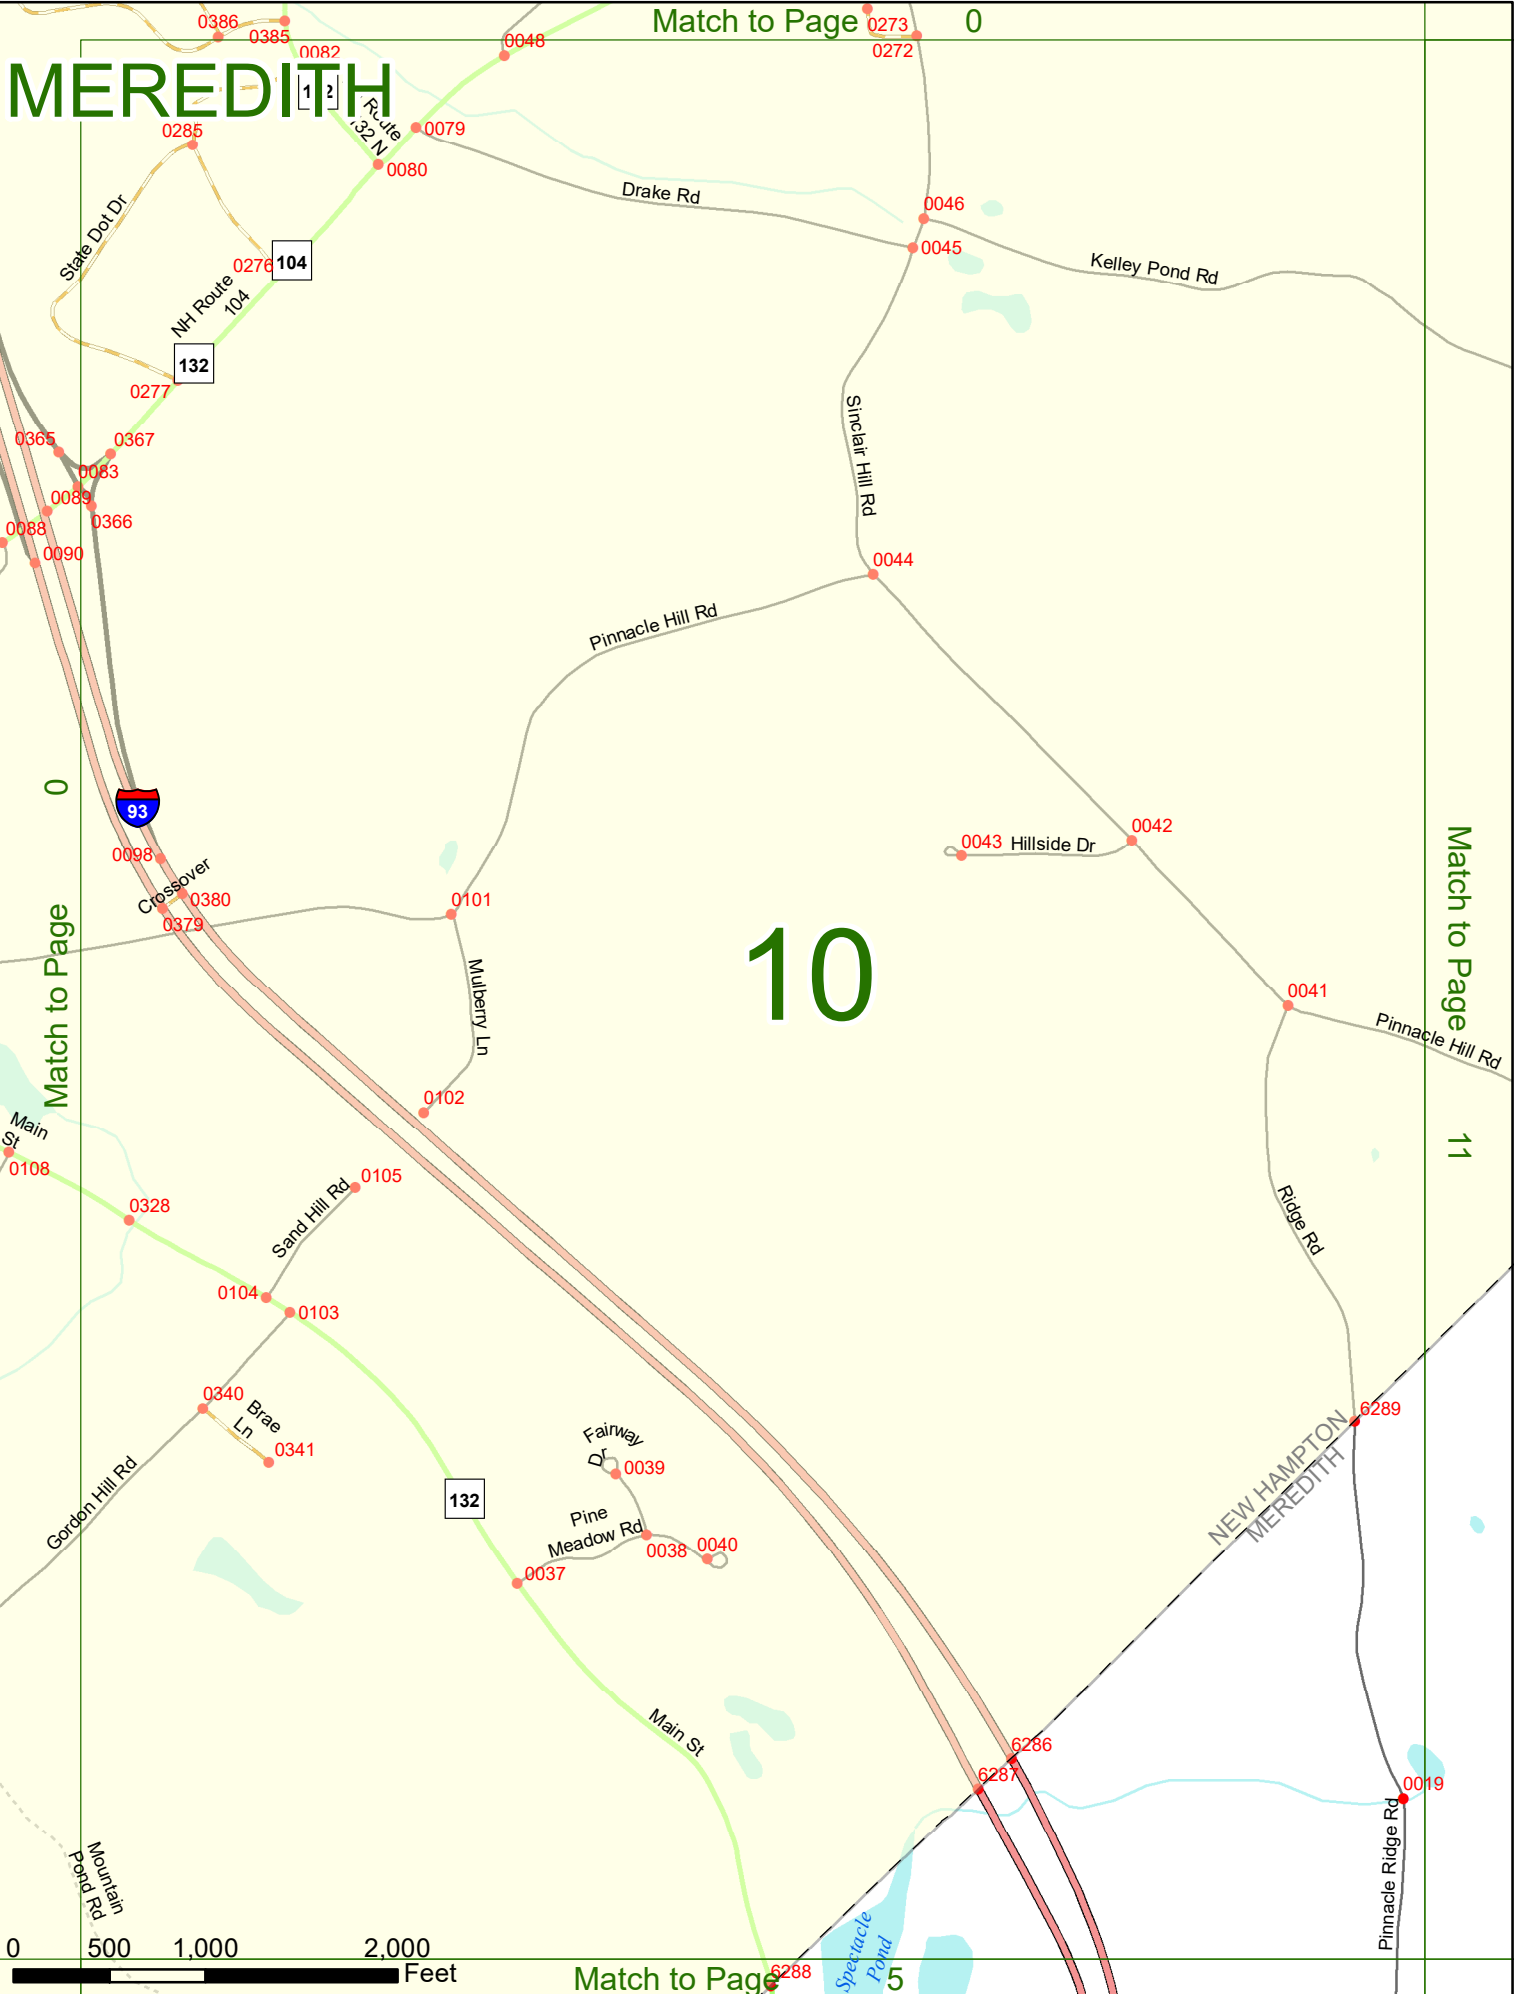 Match to Page 0
0386
0385
0082
0048
0273
0272
MEREDITH
Route
132 N
0285
0079
0080
Drake Rd
0046
0045
Kelley Pond Rd
State Dot Dr
0276
104
NH Route
104
132
0277
Sinclair Hill Rd
0365
0367
0083
0089
0366
0088
0090
0044
Pinnacle Hill Rd
0
Match to Page
93
0098
Crossover
0380
0379
0101
0043
Hillside Dr
0042
10
Mulberry Ln
0041
Pinnacle Hill Rd
Match to Page
11
0102
Main
St
0108
0105
0328
Sand Hill Rd
0104
0103
Ridge Rd
0340
Brae
Ln
0341
Gordon Hill Rd
132
Fairway
Dr
0039
Pine
Meadow Rd
0038
0040
0037
6289
NEW HAMPTON
MEREDITH
Main St
6286
6287
0019
Pinnacle Ridge Rd
Mountain
Pond Rd
Spectacle
Pond
0 500 1,000 2,000
Feet
Match to Page 5
6288